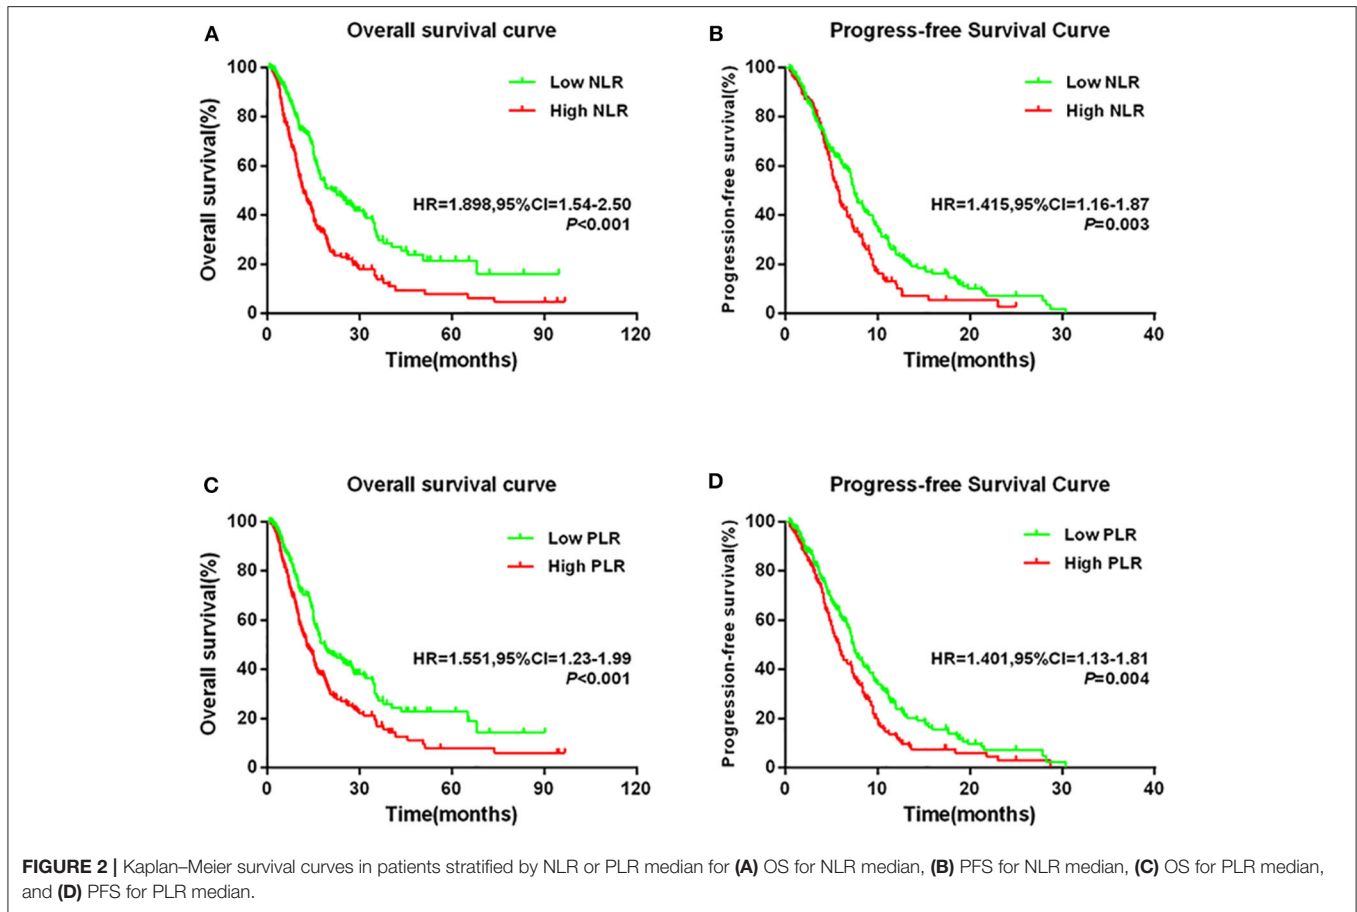 A Overall survival curve
Overall survival(%)
100
80
60
40
20
0
Low NLR
High NLR
HR=1.898,95%CI=1.54-2.50
P<0.001
0 30 60 90 120
Time(months)
B Progress-free Survival Curve
Progression-free survival(%)
100
80
60
40
20
0
Low NLR
High NLR
HR=1.415,95%CI=1.16-1.87
P=0.003
0 10 20 30 40
Time(months)
C Overall survival curve
Overall survival(%)
100
80
60
40
20
0
Low PLR
High PLR
HR=1.551,95%CI=1.23-1.99
P<0.001
0 30 60 90 120
Time(months)
D Progress-free Survival Curve
Progression-free survival(%)
100
80
60
40
20
0
Low PLR
High PLR
HR=1.401,95%CI=1.13-1.81
P=0.004
0 10 20 30 40
Time(months)
FIGURE 2 | Kaplan–Meier survival curves in patients stratified by NLR or PLR median for (A) OS for NLR median, (B) PFS for NLR median, (C) OS for PLR median,
and (D) PFS for PLR median.